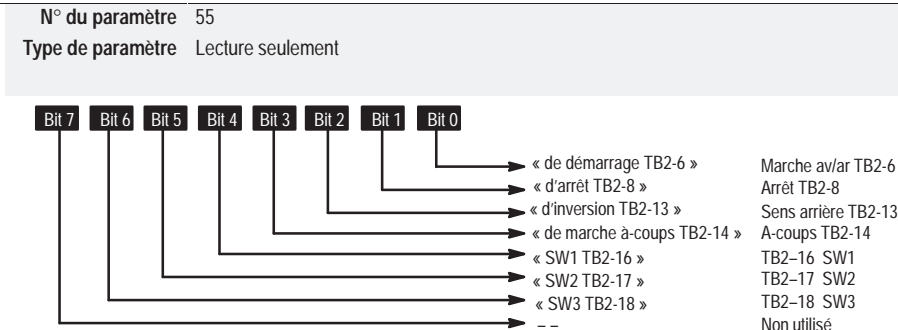 N° du paramètre 55
Type de paramètre Lecture seulement
Bit 7 Bit 6 Bit 5 Bit 4 Bit 3 Bit 2 Bit 1 Bit 0
« de démarrage TB2-6 » Marche av/ar TB2-6
« d'arrêt TB2-8 » Arrêt TB2-8
« d'inversion TB2-13 » Sens arrière TB2-13
« de marche à-coups TB2-14 » A-coups TB2-14
« SW1 TB2-16 » TB2–16 SW1
« SW2 TB2-17 » TB2–17 SW2
« SW3 TB2-18 » TB2–18 SW3
– – Non utilisé